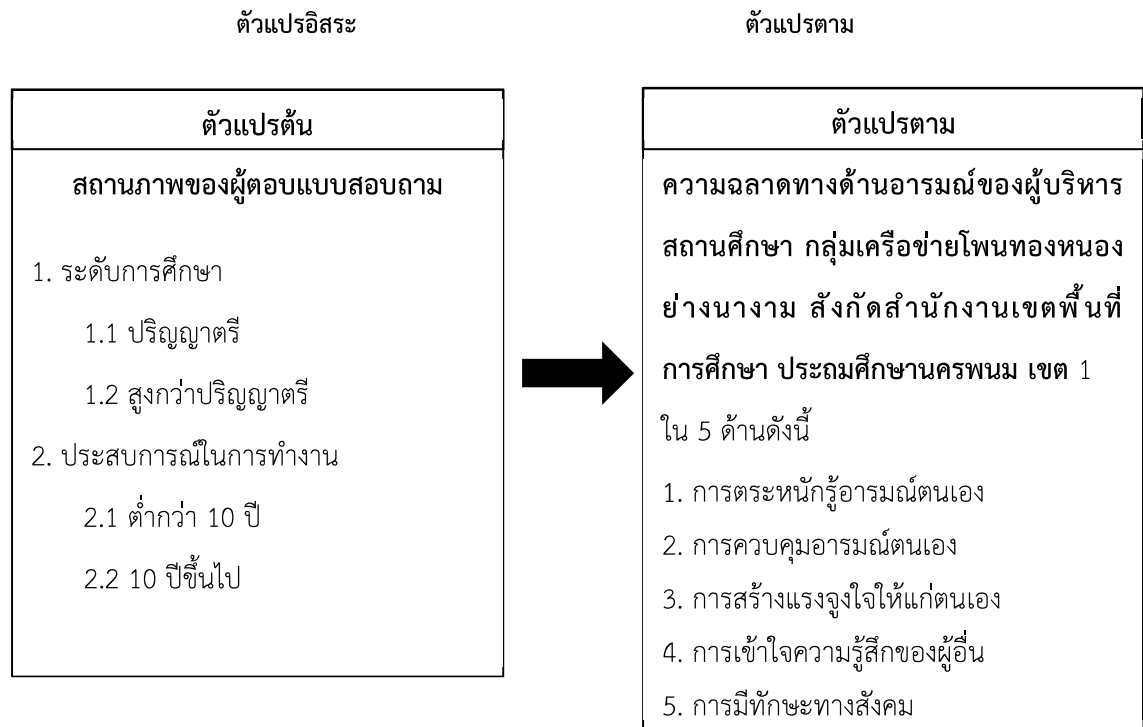 ตัวแปรอิสระ
ตัวแปรตาม
ตัวแปรต้น
สถานภาพของผู้ตอบแบบสอบถาม
1. ระดับการศึกษา
1.1 ปริญญาตรี
1.2 สูงกว่าปริญญาตรี
2. ประสบการณ์ในการทำงาน
2.1 ต่ำกว่า 10 ปี
2.2 10 ปีขึ้นไป
ตัวแปรตาม
ความฉลาดทางด้านอารมณ์ของผู้บริหาร
สถานศึกษา กลุ่มเครือข่ายโพนทองหนอง
ย่างนางาม สังกัดสำนักงานเขตพื้นที่
การศึกษา ประถมศึกษานครพนม เขต 1
ใน 5 ด้านดังนี้
1. การตระหนักรู้อารมณ์ตนเอง
2. การควบคุมอารมณ์ตนเอง
3. การสร้างแรงจูงใจให้แก่ตนเอง
4. การเข้าใจความรู้สึกของผู้อื่น
5. การมีทักษะทางสังคม